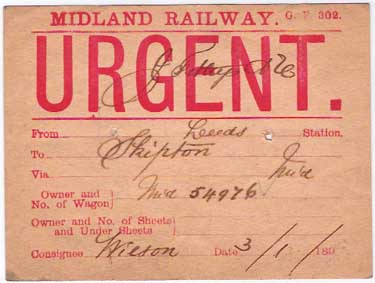 MIDLAND RAILWAY. G. F. 302.
URGENT.
From Leeds Station.
To Skipton
Via Mid
Owner and No. of Wagon} Mid 54976
Owner and No. of Sheets and Under Sheets}
Consignee Wilson Date 3/1/189